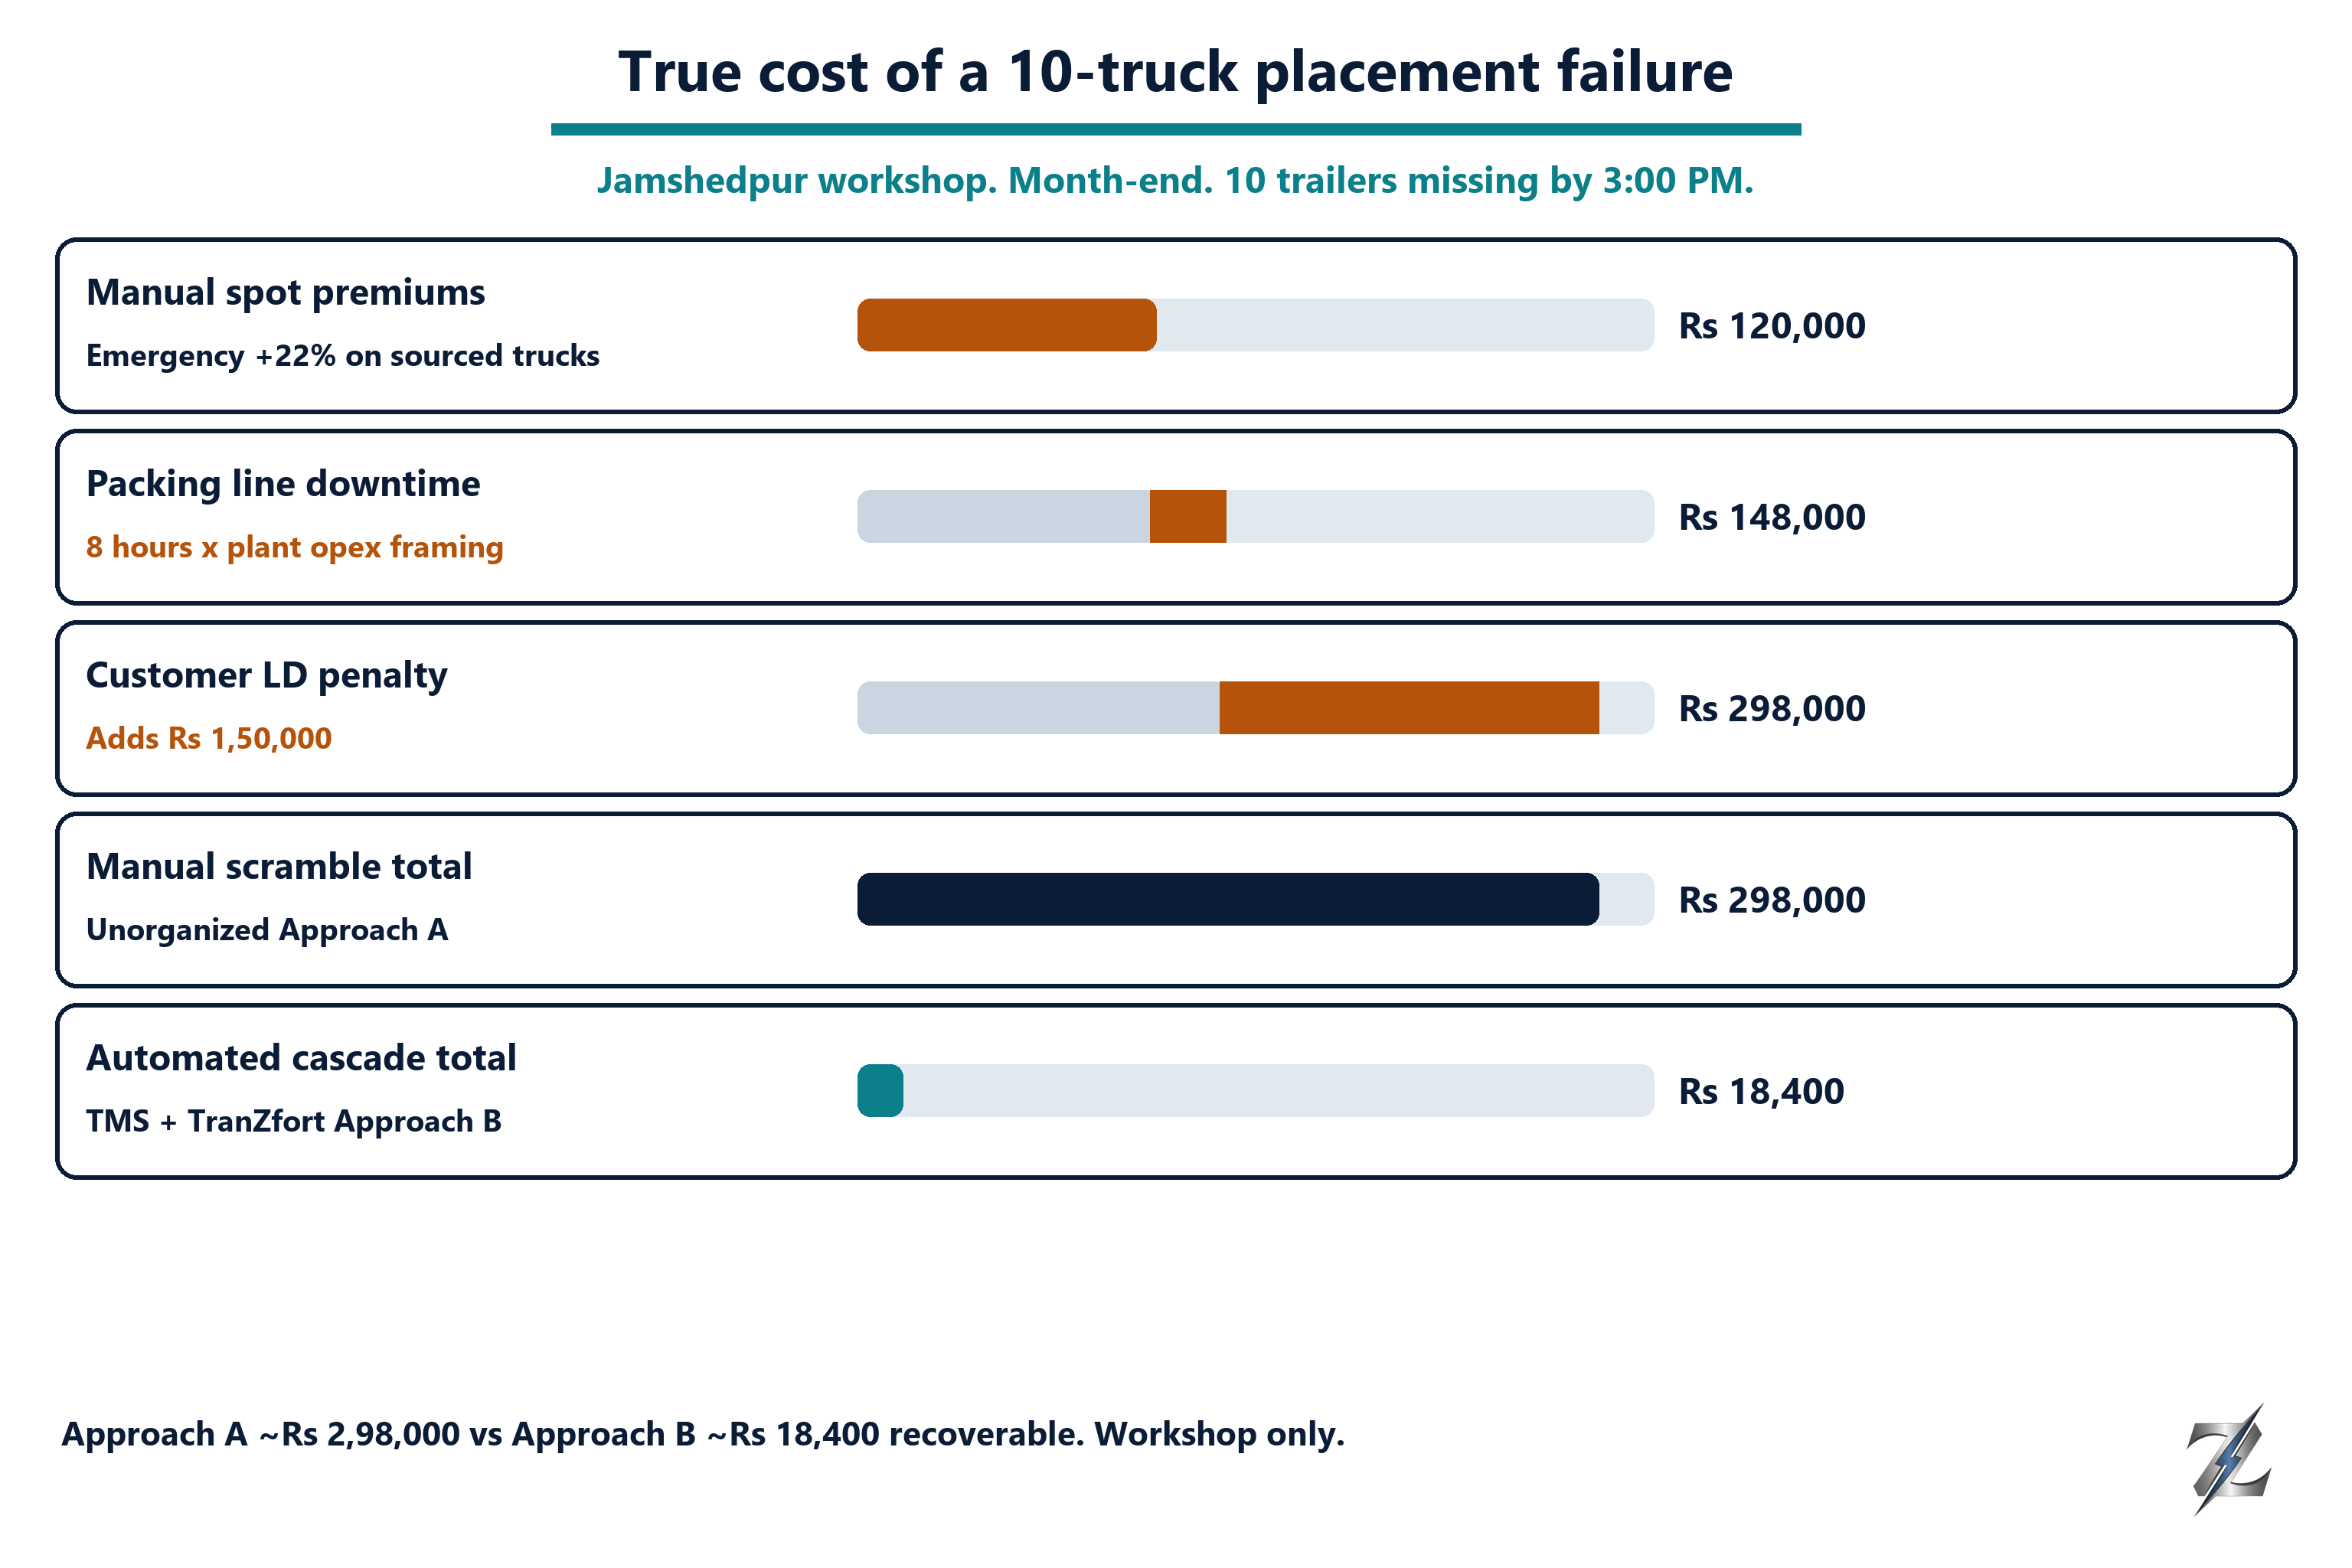 True cost of a 10-truck placement failure
Jamshedpur workshop. Month-end. 10 trailers missing by 3:00 PM.
Manual spot premiums
Emergency +22% on sourced trucks
Rs 120,000
Packing line downtime
8 hours x plant opex framing
Rs 148,000
Customer LD penalty
Adds Rs 1,50,000
Rs 298,000
Manual scramble total
Unorganized Approach A
Rs 298,000
Automated cascade total
TMS + TranZfort Approach B
Rs 18,400
Approach A ~Rs 2,98,000 vs Approach B ~Rs 18,400 recoverable. Workshop only.
Z